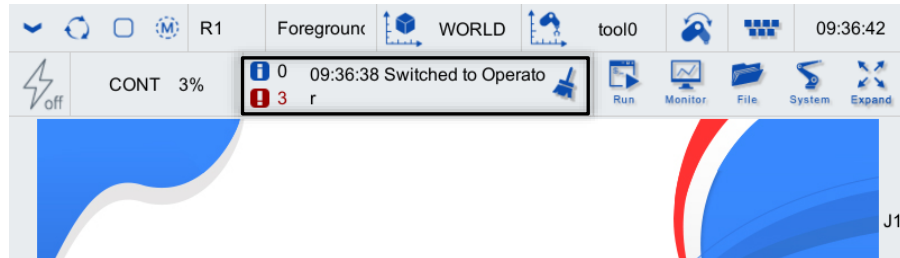 M R1 Foregroun WORLD tool0 09:36:42
off CONT 3% i 0 09:36:38 Switched to Operato
! 3 r
Run Monitor File System Expand
J1